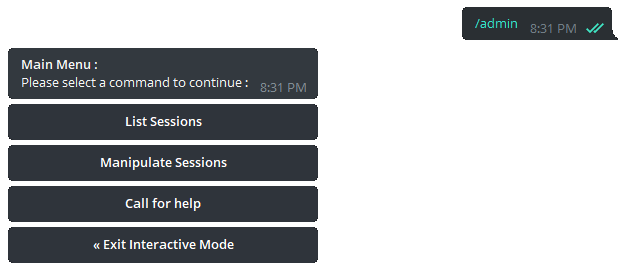 /admin 8:31 PM
Main Menu :
Please select a command to continue : 8:31 PM
List Sessions
Manipulate Sessions
Call for help
« Exit Interactive Mode